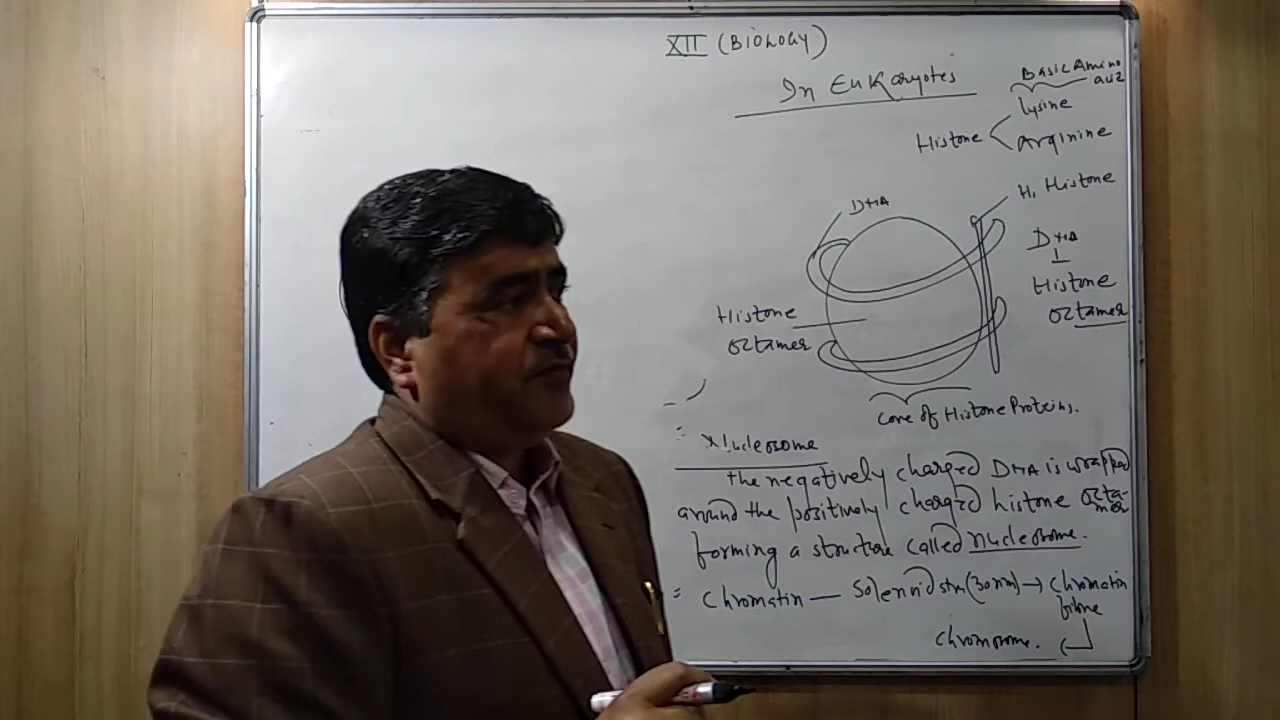 XII (BIOLOGY)
In EuKaryotes
Basic Amino
Lysine
Histone
Arginine
H1 Histone
DNA
DNA
Histone
octamer
Histone
octamer
Core of Histone Proteins.
Nucleosome
The negatively charged DNA is wrapped
around the positively charged histone octa-
mer
forming a structure called nucleosome.
= Chromatin — Solenoid str(30nm) → Chromatin
fibre
Chromosome.